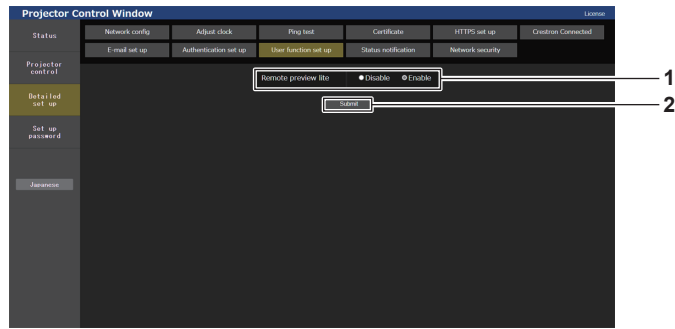 Projector Control Window
License
Status
Network config
Adjust clock
Ping test
Certificate
HTTPS set up
Crestron Connected
E-mail set up
Authentication set up
User function set up
Status notification
Network security
Projector
control
Detailed
set up
Set up
password
Japanese
Remote preview lite
Disable
Enable
Submit
1
2